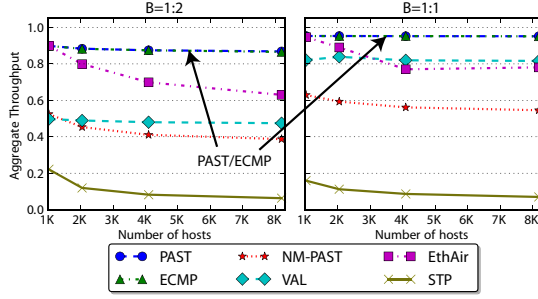 B=1:2
B=1:1
Aggregate Throughput
1.0
0.8
0.6
0.4
0.2
0.0
PAST/ECMP
1K 2K 3K 4K 5K 6K 7K 8K
1K 2K 3K 4K 5K 6K 7K 8K
Number of hosts
Number of hosts
PAST
NM-PAST
EthAir
ECMP
VAL
STP